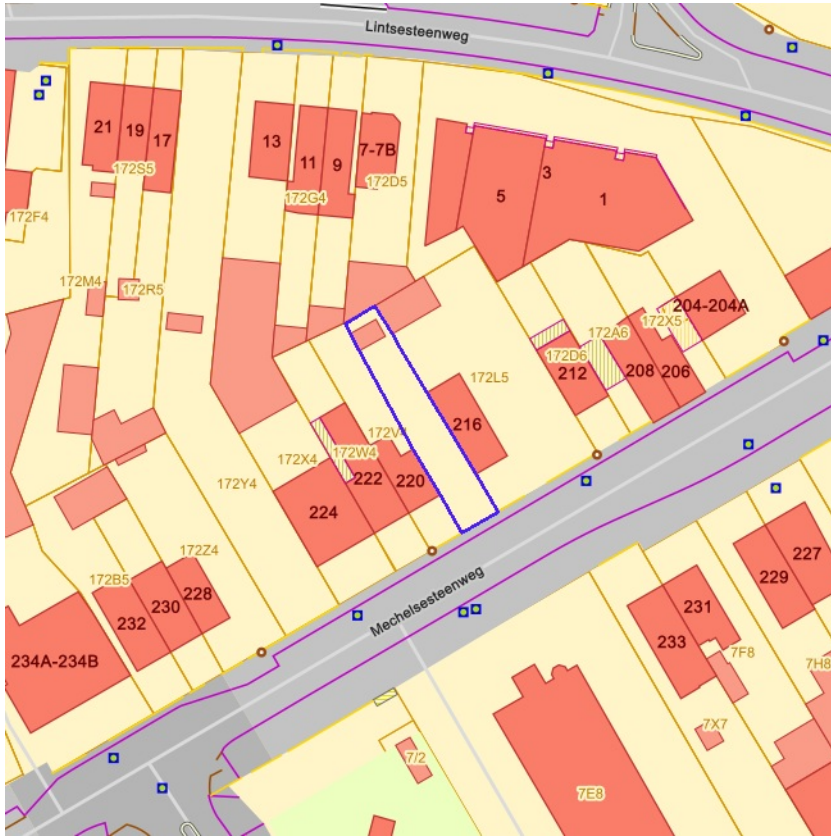 Lintsesteenweg
21
19
17
172S5
13
11
9
7-7B
172D5
172G4
172F4
5
3
1
172M4
172R5
204-204A
172X5
172A6
172D6
212
208
206
172L5
216
172V4
172W4
172X4
222
220
224
172Y4
172Z4
172B5
228
230
232
234A-234B
Mechelsesteenweg
227
229
231
233
7F8
7H8
7X7
7/2
7E8